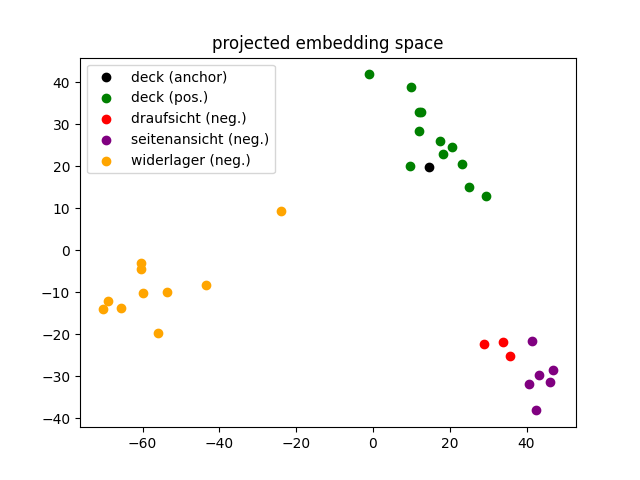 projected embedding space
deck (anchor)
deck (pos.)
draufsicht (neg.)
seitenansicht (neg.)
widerlager (neg.)
40
30
20
10
0
−10
−20
−30
−40
−60
−40
−20
0
20
40